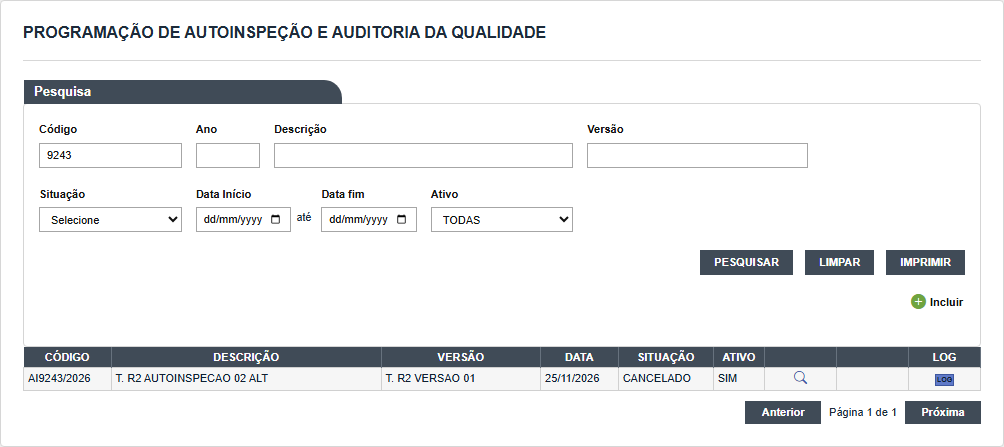 PROGRAMAÇÃO DE AUTOINSPEÇÃO E AUDITORIA DA QUALIDADE
Pesquisa
Código Ano Descrição Versão
9243
Situação Data Início Data fim Ativo
Selecione dd/mm/yyyy até dd/mm/yyyy TODAS
PESQUISAR LIMPAR IMPRIMIR
Incluir
CÓDIGO DESCRIÇÃO VERSÃO DATA SITUAÇÃO ATIVO LOG
AI9243/2026 T. R2 AUTOINSPECAO 02 ALT T. R2 VERSAO 01 25/11/2026 CANCELADO SIM LOG
Anterior Página 1 de 1 Próxima